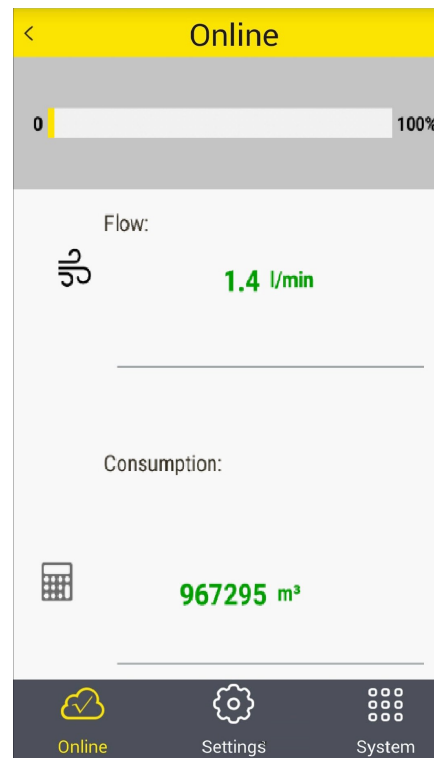 Online
0 100%
Flow:
1.4 l/min
Consumption:
967295 m³
Online Settings System